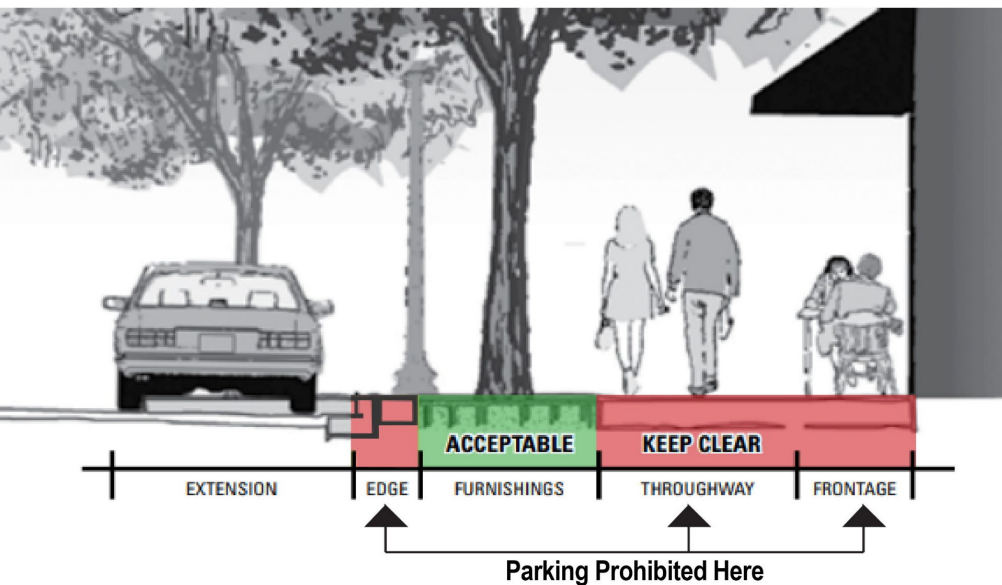 ACCEPTABLE KEEP CLEAR
EXTENSION EDGE FURNISHINGS THROUGHWAY FRONTAGE
Parking Prohibited Here